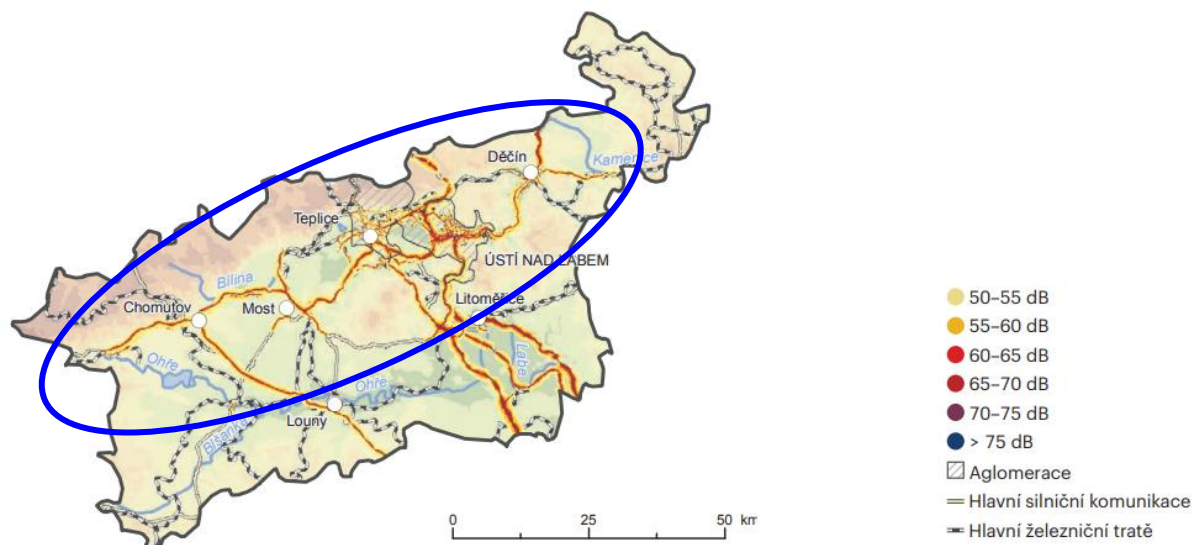 Děčín
Kamenice
Teplice
ÚSTÍ NAD LABEM
Bílina
Litoměřice
Chomutov
Most
Labe
Ohře
Ohře
Louny
Blšanka
50–55 dB
55–60 dB
60–65 dB
65–70 dB
70–75 dB
> 75 dB
Aglomerace
Hlavní silniční komunikace
Hlavní železniční tratě
0 25 50 km